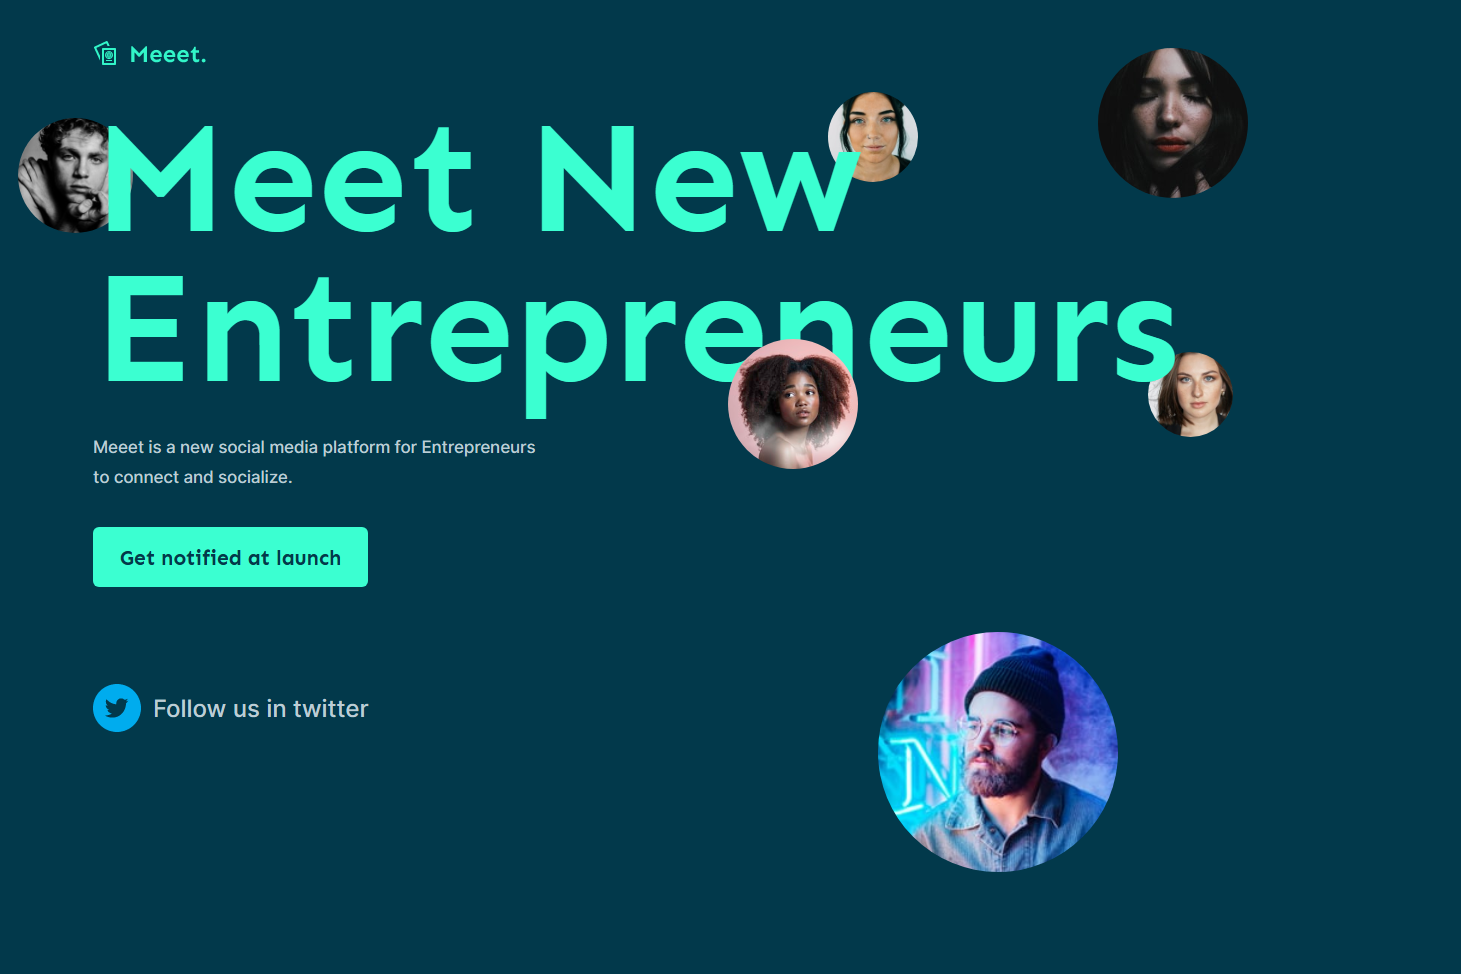 Meeet.
Meet New
Entrepreneurs
Meeet is a new social media platform for Entrepreneurs
to connect and socialize.
Get notified at launch
Follow us in twitter